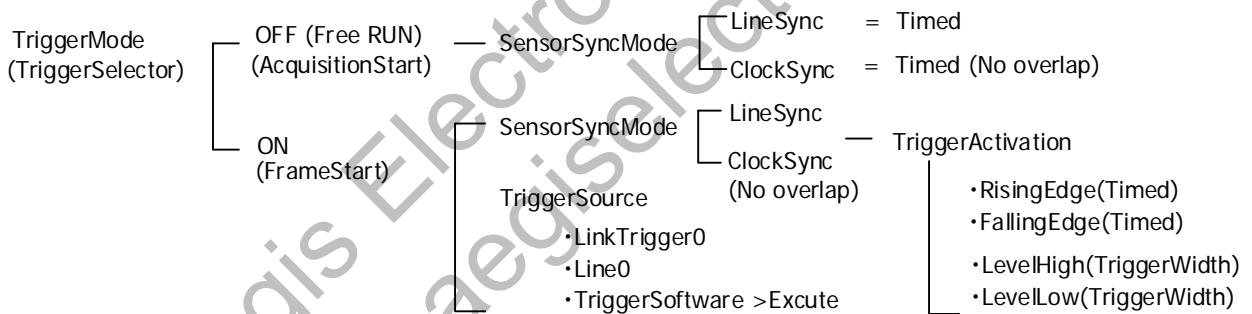 TriggerMode
(TriggerSelector)
OFF (Free RUN)
(AcquisitionStart)
SensorSyncMode
LineSync = Timed
ClockSync = Timed (No overlap)
ON
(FrameStart)
SensorSyncMode
LineSync
ClockSync
(No overlap)
TriggerActivation
・RisingEdge(Timed)
・FallingEdge(Timed)
・LevelHigh(TriggerWidth)
・LevelLow(TriggerWidth)
TriggerSource
・LinkTrigger0
・Line0
・TriggerSoftware >Excute